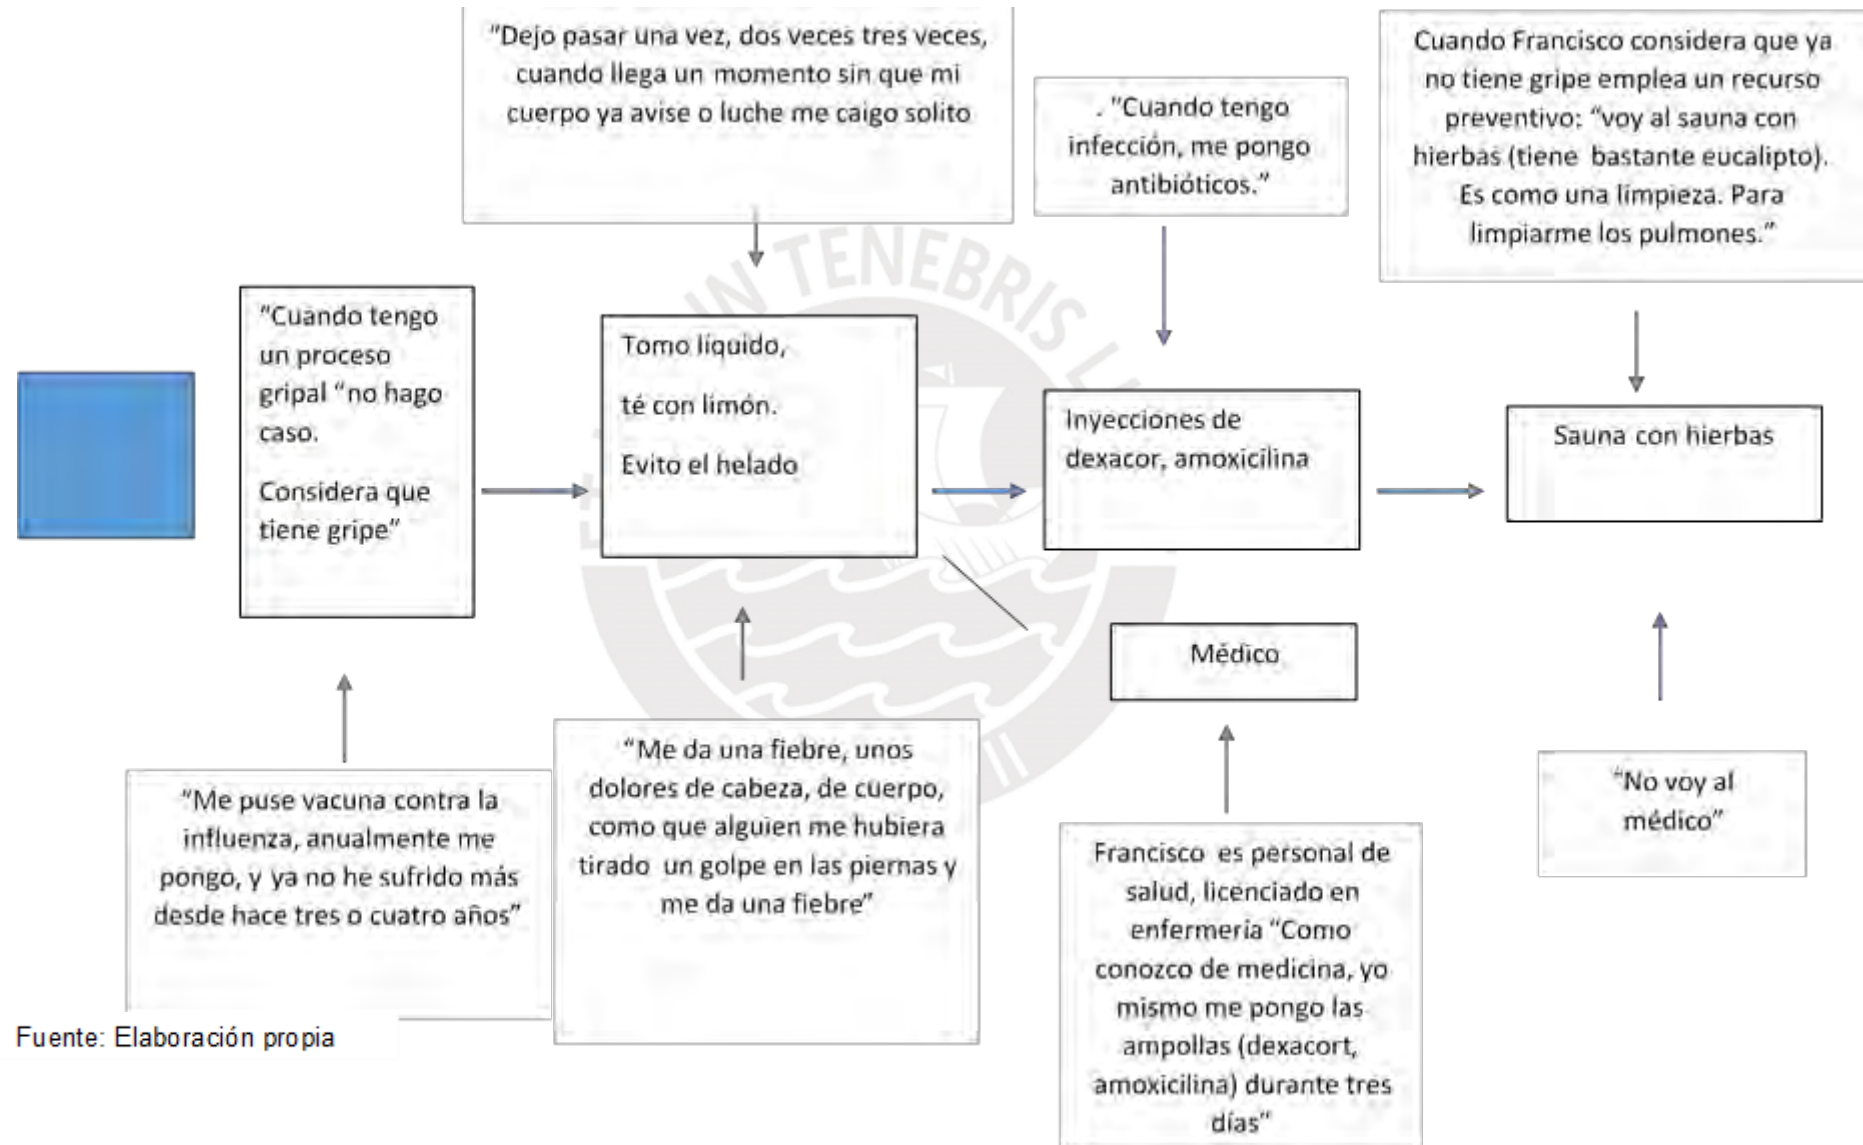 "Dejo pasar una vez, dos veces tres veces,
cuando llega un momento sin que mi
cuerpo ya avise o luche me caigo solito
. "Cuando tengo
infección, me pongo
antibióticos."
Cuando Francisco considera que ya
no tiene gripe emplea un recurso
preventivo: "voy al sauna con
hierbas (tiene bastante eucalipto).
Es como una limpieza. Para
limpiarme los pulmones."
"Cuando tengo
un proceso
gripal "no hago
caso.
Considera que
tiene gripe"
Tomo líquido,
té con limón.
Evito el helado
Inyecciones de
dexacor, amoxicilina
Sauna con hierbas
Médico
"Me puse vacuna contra la
influenza, anualmente me
pongo, y ya no he sufrido más
desde hace tres o cuatro años"
"Me da una fiebre, unos
dolores de cabeza, de cuerpo,
como que alguien me hubiera
tirado un golpe en las piernas y
me da una fiebre"
Francisco es personal de
salud, licenciado en
enfermería "Como
conozco de medicina, yo
mismo me pongo las
ampollas (dexacort,
amoxicilina) durante tres
días"
"No voy al
médico"
Fuente: Elaboración propia
IN TENEBRIS